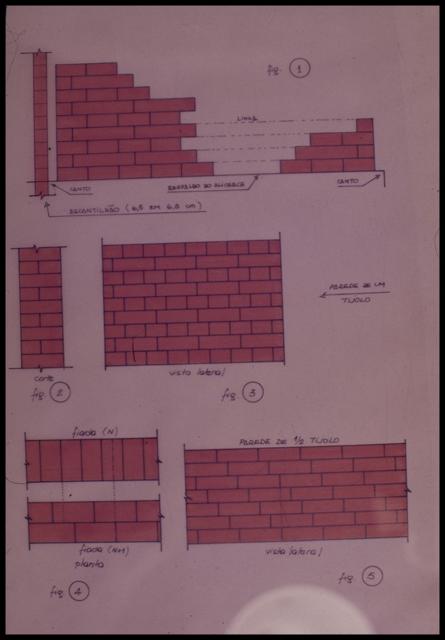 fig. 1
LINHA
CANTO
RESPALDO DO ALICERCE
CANTO
ESCANTILHÃO (6,5 EM 6,5 cm)
PAREDE DE UM
TIJOLO
corte
fig. 2
vista lateral
fig. 3
fiada (N)
PAREDE DE 1/2 TIJOLO
fiada (N+1)
planta
vista lateral
fig. 4
fig. 5